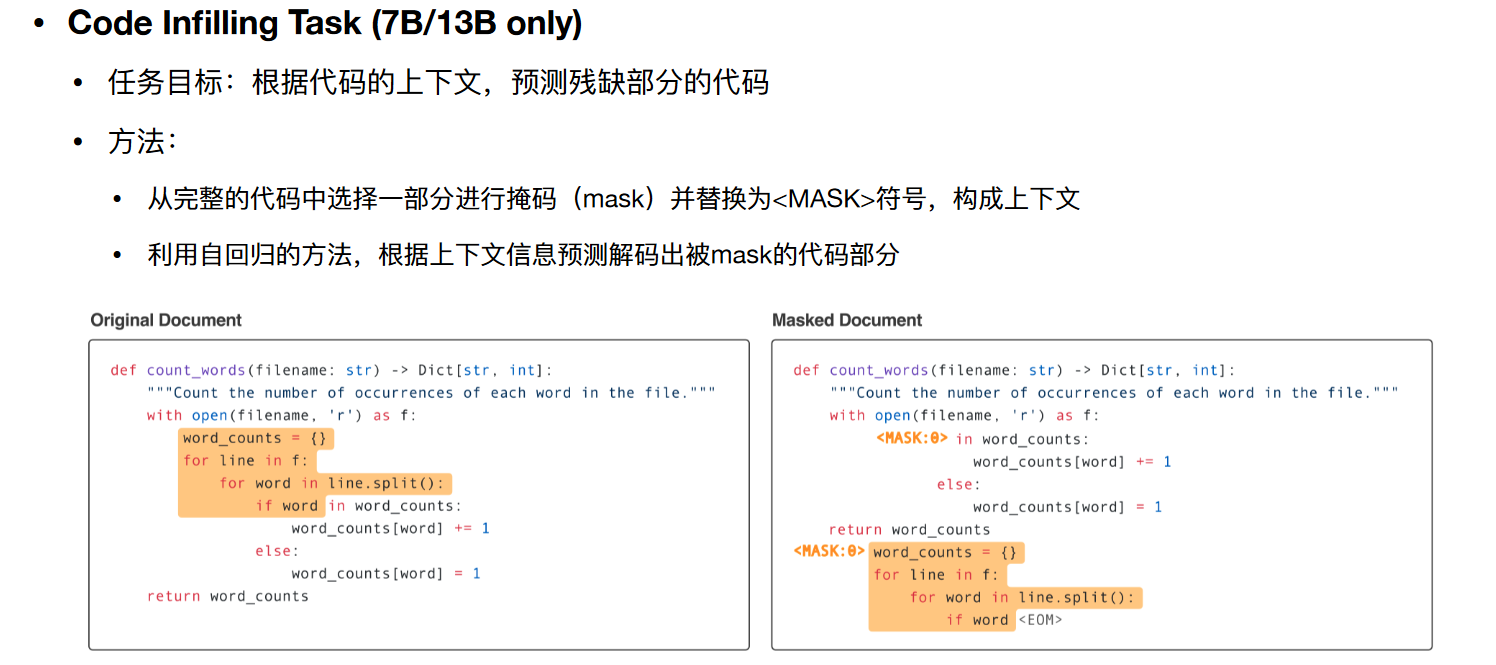 • Code Infilling Task (7B/13B only)
• 任务目标：根据代码的上下文，预测残缺部分的代码
• 方法：
• 从完整的代码中选择一部分进行掩码（mask）并替换为<MASK>符号，构成上下文
• 利用自回归的方法，根据上下文信息预测解码出被mask的代码部分
Original Document
def count_words(filename: str) -> Dict[str, int]:
"""Count the number of occurrences of each word in the file."""
with open(filename, 'r') as f:
word_counts = {}
for line in f:
for word in line.split():
if word in word_counts:
word_counts[word] += 1
else:
word_counts[word] = 1
return word_counts
Masked Document
def count_words(filename: str) -> Dict[str, int]:
"""Count the number of occurrences of each word in the file."""
with open(filename, 'r') as f:
<MASK:0> in word_counts:
word_counts[word] += 1
else:
word_counts[word] = 1
return word_counts
<MASK:0> word_counts = {}
for line in f:
for word in line.split():
if word <EOM>